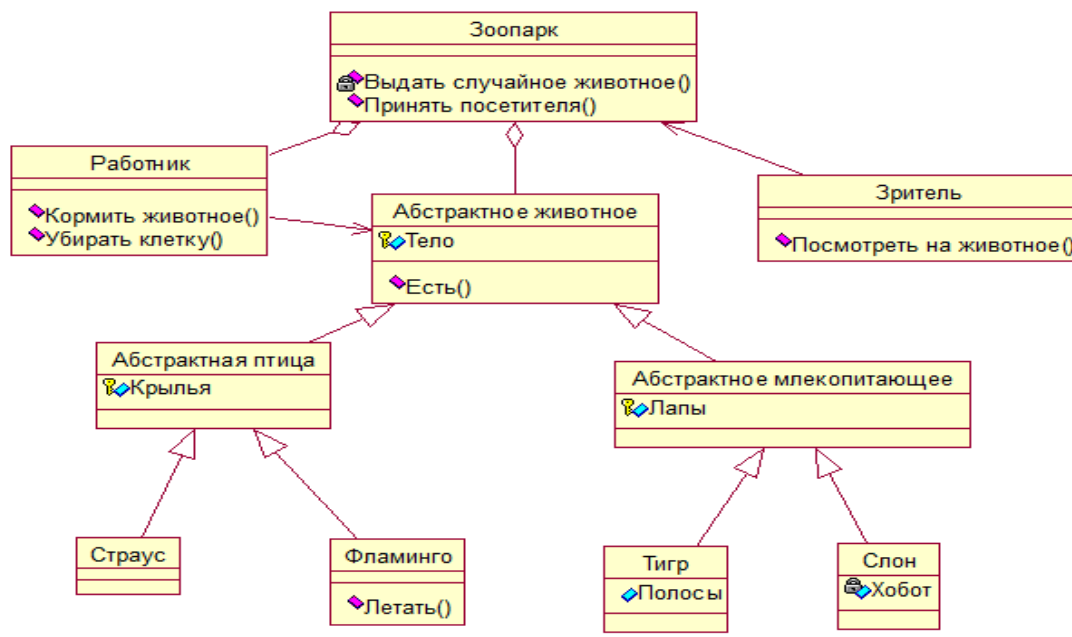 Зоопарк
Выдать случайное животное()
Принять посетителя()
Работник
Кормить животное()
Убирать клетку()
Абстрактное животное
Тело
Есть()
Зритель
Посмотреть на животное()
Абстрактная птица
Крылья
Абстрактное млекопитающее
Лапы
Страус
Фламинго
Летать()
Тигр
Полосы
Слон
Хобот